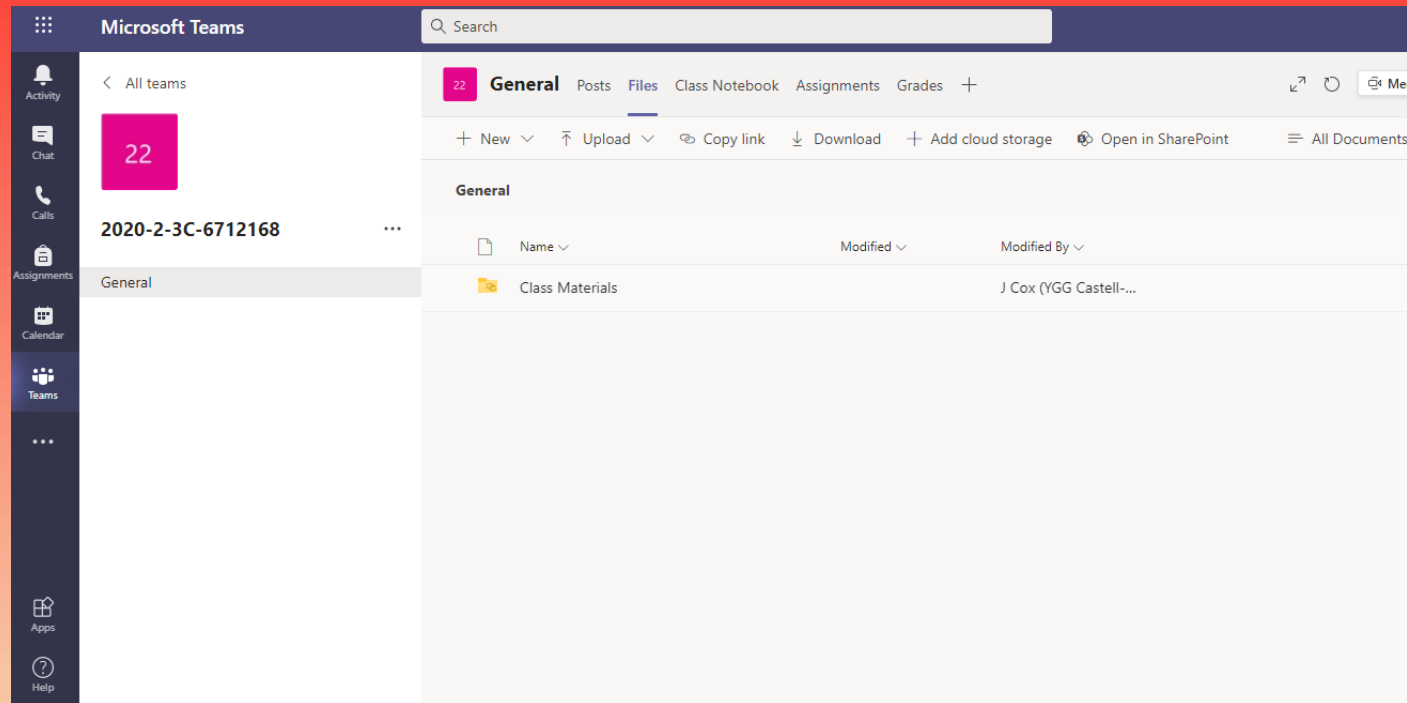 Microsoft Teams
Search
Activity
Chat
Calls
Assignments
Calendar
Teams
Apps
Help
All teams
22
2020-2-3C-6712168
General
22 General Posts Files Class Notebook Assignments Grades
New Upload Copy link Download Add cloud storage Open in SharePoint All Documents
General
Name Modified Modified By
Class Materials J Cox (YGG Castell-...